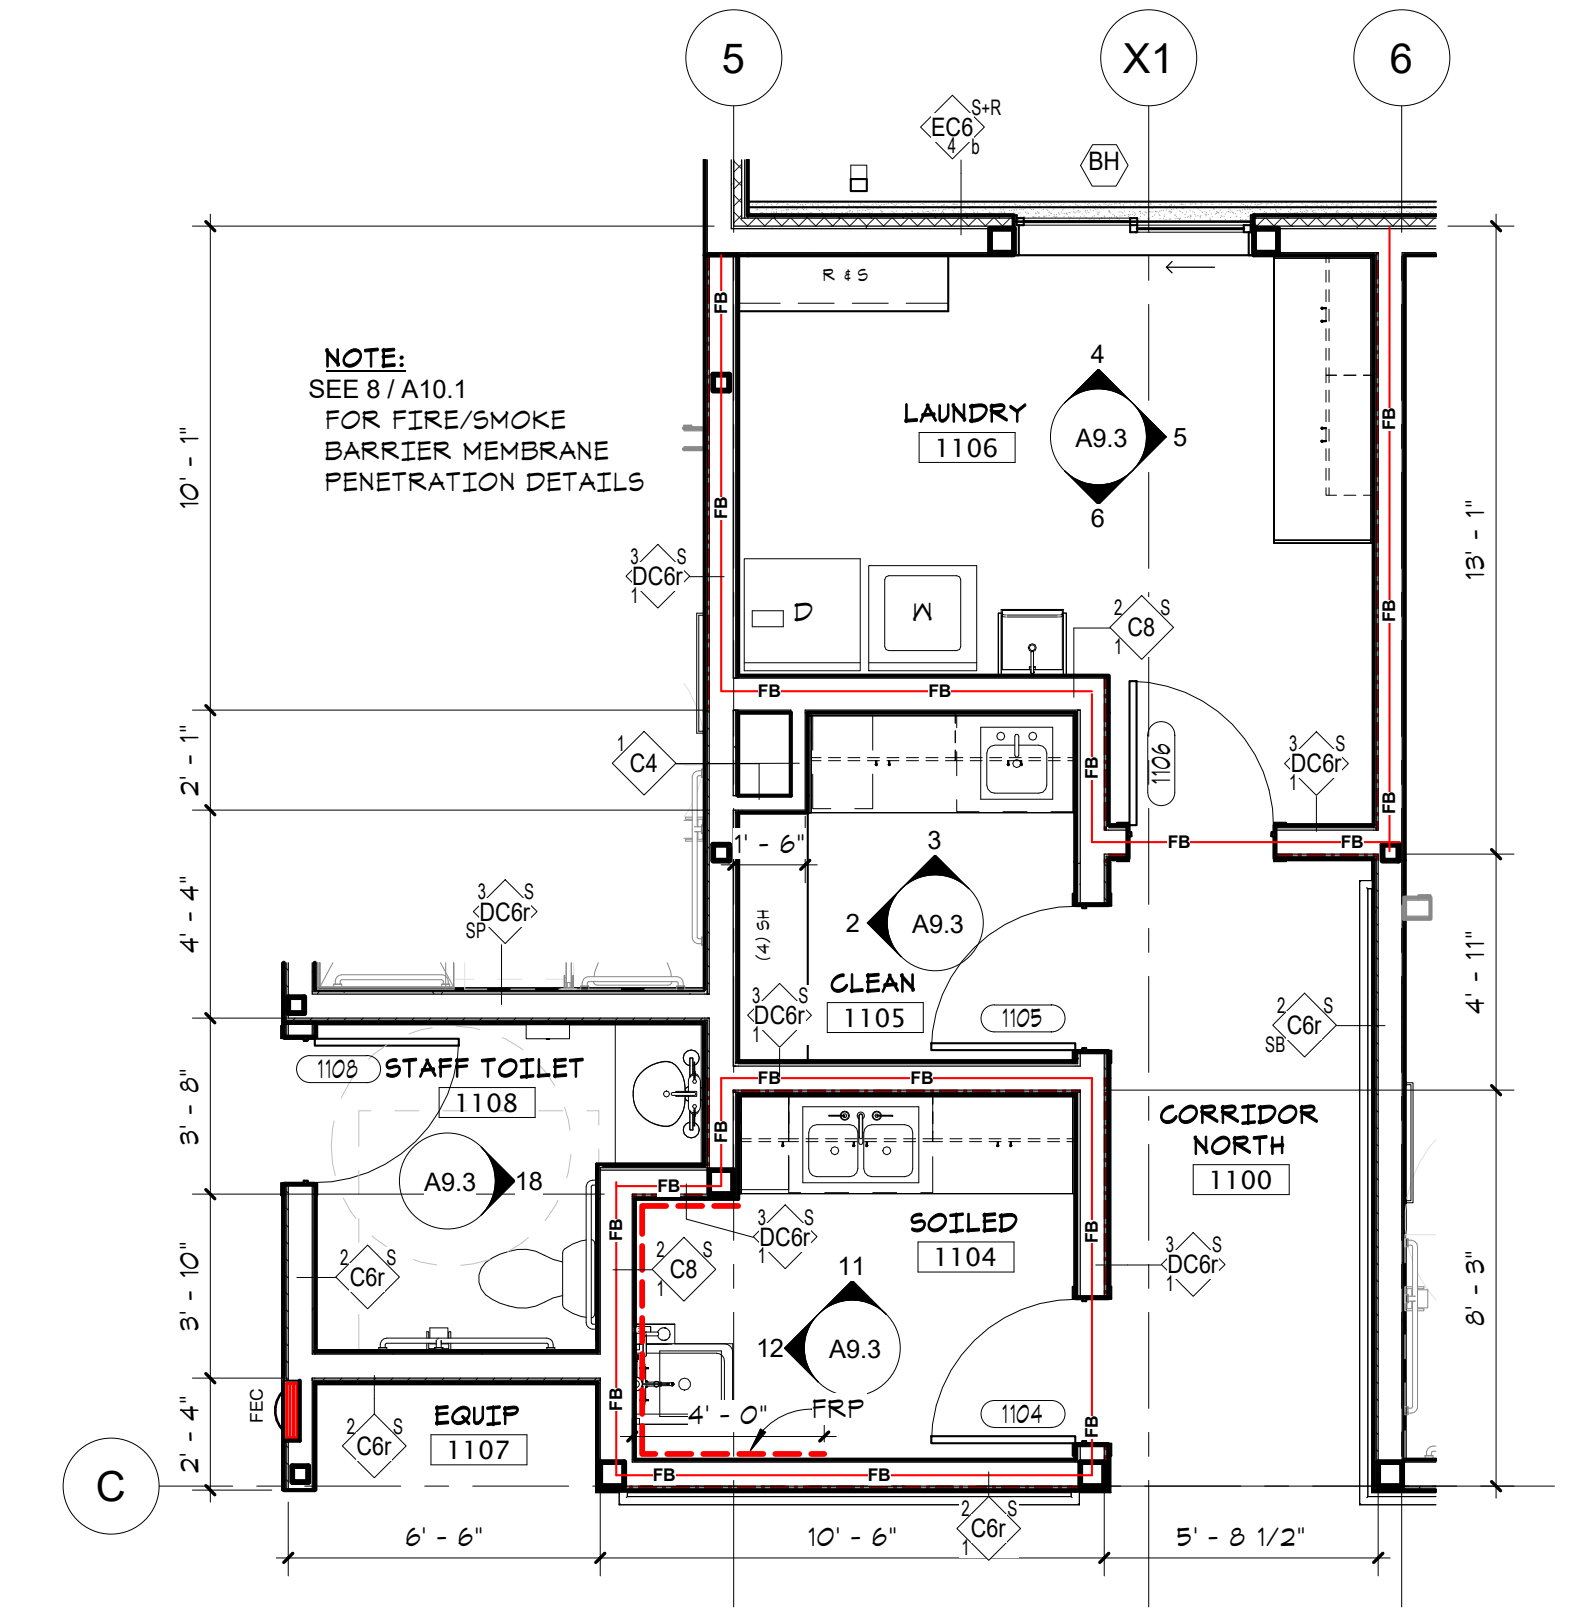 5
X1
6
S+R
EC6
4 b
BH
R & S
NOTE:
SEE 8 / A10.1
FOR FIRE/SMOKE
BARRIER MEMBRANE
PENETRATION DETAILS
FB
FB
FB
FB
10' - 1"
13' - 1"
LAUNDRY
1106
4
A9.3
5
6
3 S
DC6r
1
D
W
2 S
C8
1
FB
FB
2' - 1"
1
C4
FB
1106
3 S
DC6r
1
FB
FB
FB
1' - 6"
3
2
A9.3
4' - 4"
3 S
DC6r
SP
(4) SH
CLEAN
1105
1105
3 S
DC6r
1
4' - 11"
2 S
C6r
SB
1108
STAFF TOILET
1108
FB
FB
FB
3' - 8"
CORRIDOR
NORTH
1100
A9.3
18
FB
FB
FB
SOILED
1104
3 S
DC6r
1
2 S
C6r
2 S
C8
1
3 S
DC6r
1
3' - 10"
8' - 3"
11
12
A9.3
FB
FB
4' - 0"
FRP
1104
FEC
EQUIP
1107
2 S
C6r
2' - 4"
C
FB
FB
2 S
C6r
1
6' - 6"
10' - 6"
5' - 8 1/2"